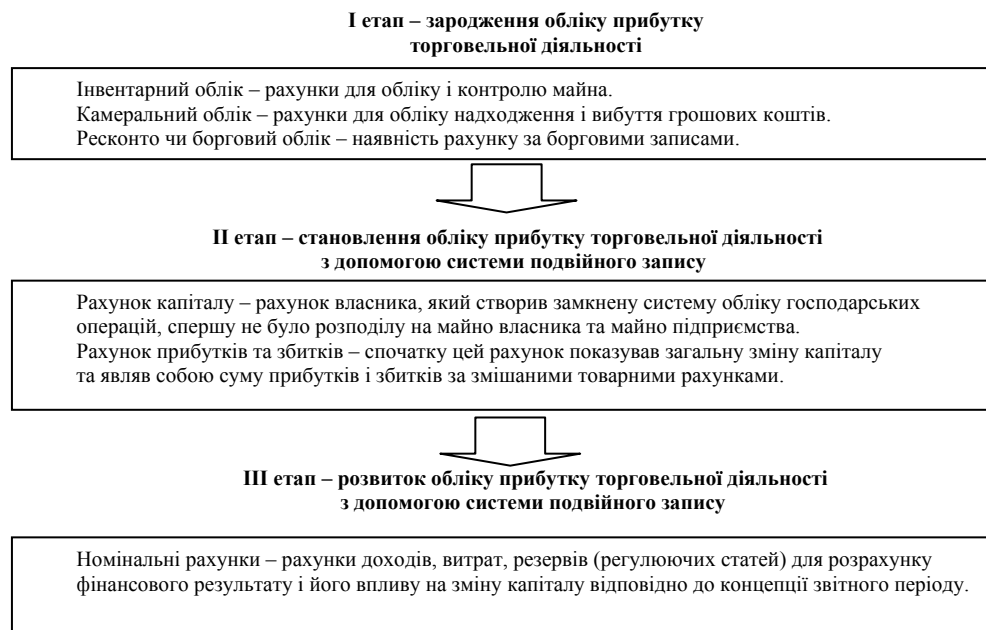 І етап – зародження обліку прибутку
торговельної діяльності
Інвентарний облік – рахунки для обліку і контролю майна.
Камеральний облік – рахунки для обліку надходження і вибуття грошових коштів.
Ресконто чи борговий облік – наявність рахунку за борговими записами.
ІІ етап – становлення обліку прибутку торговельної діяльності
з допомогою системи подвійного запису
Рахунок капіталу – рахунок власника, який створив замкнену систему обліку господарських
операцій, спершу не було розподілу на майно власника та майно підприємства.
Рахунок прибутків та збитків – спочатку цей рахунок показував загальну зміну капіталу
та являв собою суму прибутків і збитків за змішаними товарними рахунками.
ІІІ етап – розвиток обліку прибутку торговельної діяльності
з допомогою системи подвійного запису
Номінальні рахунки – рахунки доходів, витрат, резервів (регулюючих статей) для розрахунку
фінансового результату і його впливу на зміну капіталу відповідно до концепції звітного періоду.